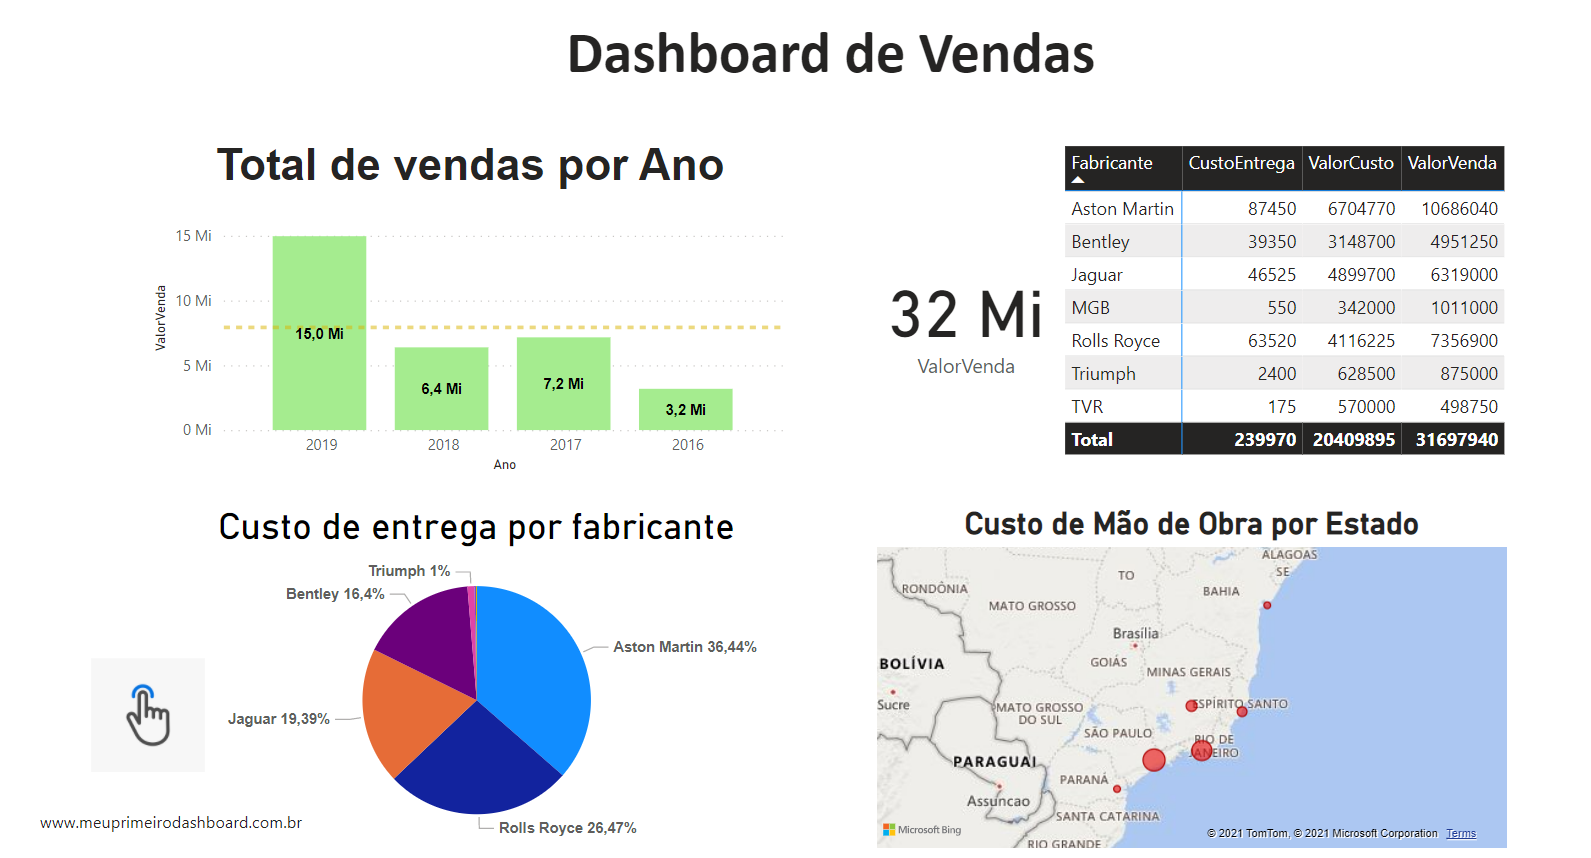 Dashboard de Vendas
Total de vendas por Ano
15 Mi
10 Mi
5 Mi
0 Mi
ValorVenda
15,0 Mi
6,4 Mi
7,2 Mi
3,2 Mi
2019 2018 2017 2016
Ano
32 Mi
ValorVenda
Fabricante CustoEntrega ValorCusto ValorVenda
Aston Martin 87450 6704770 10686040
Bentley 39350 3148700 4951250
Jaguar 46525 4899700 6319000
MGB 550 342000 1011000
Rolls Royce 63520 4116225 7356900
Triumph 2400 628500 875000
TVR 175 570000 498750
Total 239970 20409895 31697940
Custo de entrega por fabricante
Triumph 1%
Bentley 16,4%
Aston Martin 36,44%
Jaguar 19,39%
Rolls Royce 26,47%
www.meuprimeirodashboard.com.br
Custo de Mão de Obra por Estado
ALAGOAS
SE
TO
RONDÔNIA
BAHIA
MATO GROSSO
Brasília
GOIÁS
BOLÍVIA
MINAS GERAIS
Sucre
MATO GROSSO
DO SUL
ESPÍRITO SANTO
SÃO PAULO
RIO DE
JANEIRO
PARAGUAI
PARANÁ
Assuncao
SANTA CATARINA
RIO GRANDE
Microsoft Bing
© 2021 TomTom, © 2021 Microsoft Corporation Terms